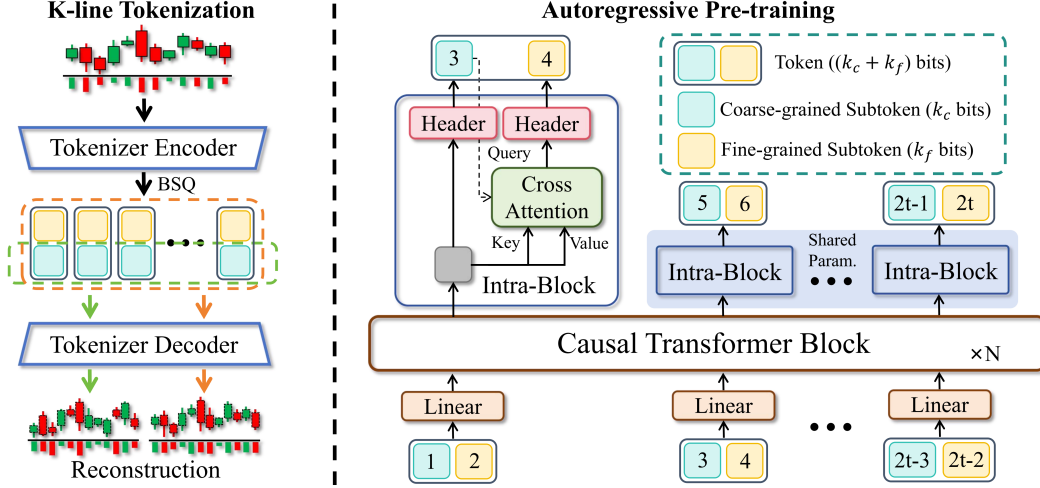 K-line Tokenization
Tokenizer Encoder
BSQ
Tokenizer Decoder
Reconstruction
Autoregressive Pre-training
3
4
Header
Header
Query
Cross
Attention
Key
Value
Intra-Block
Token ((k_c + k_f) bits)
Coarse-grained Subtoken (k_c bits)
Fine-grained Subtoken (k_f bits)
5
6
2t-1
2t
Shared
Param.
Intra-Block
Intra-Block
Causal Transformer Block
×N
Linear
Linear
Linear
1
2
3
4
2t-3
2t-2